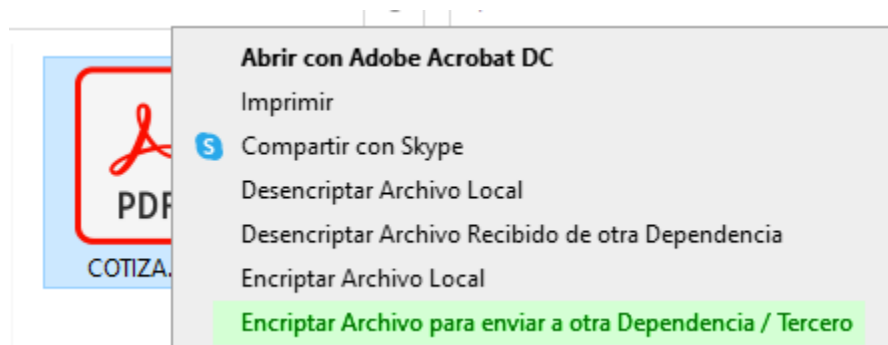 Abrir con Adobe Acrobat DC
Imprimir
S Compartir con Skype
Desencriptar Archivo Local
PDF
Desencriptar Archivo Recibido de otra Dependencia
COTIZA.
Encriptar Archivo Local
Encriptar Archivo para enviar a otra Dependencia / Tercero